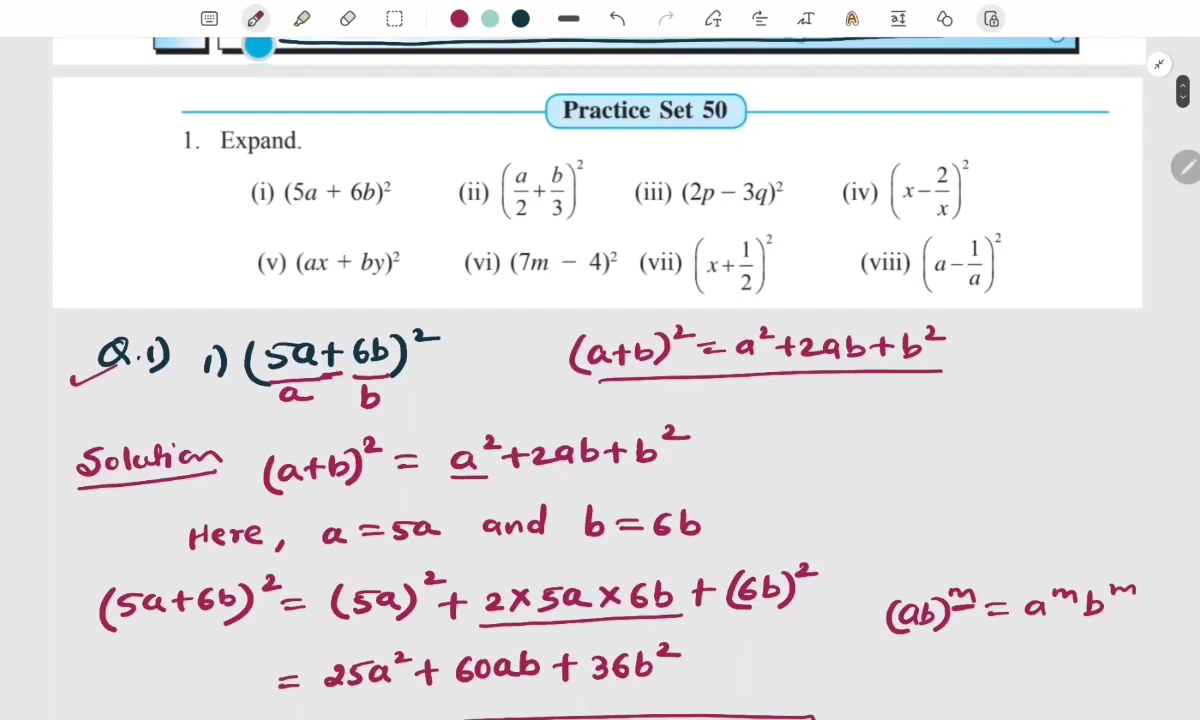 Practice Set 50
1. Expand.
(i) (5a + 6b)² (ii) (a/2 + b/3)² (iii) (2p − 3q)² (iv) (x − 2/x)²
(v) (ax + by)² (vi) (7m − 4)² (vii) (x + 1/2)² (viii) (a − 1/a)²
Q.1) 1) (5a+6b)² (a+b)² = a²+2ab+b²
a b
Solution (a+b)² = a²+2ab+b²
Here, a = 5a and b = 6b
(5a+6b)² = (5a)² + 2×5a×6b + (6b)² (ab)ᵐ = aᵐbᵐ
= 25a² + 60ab + 36b²